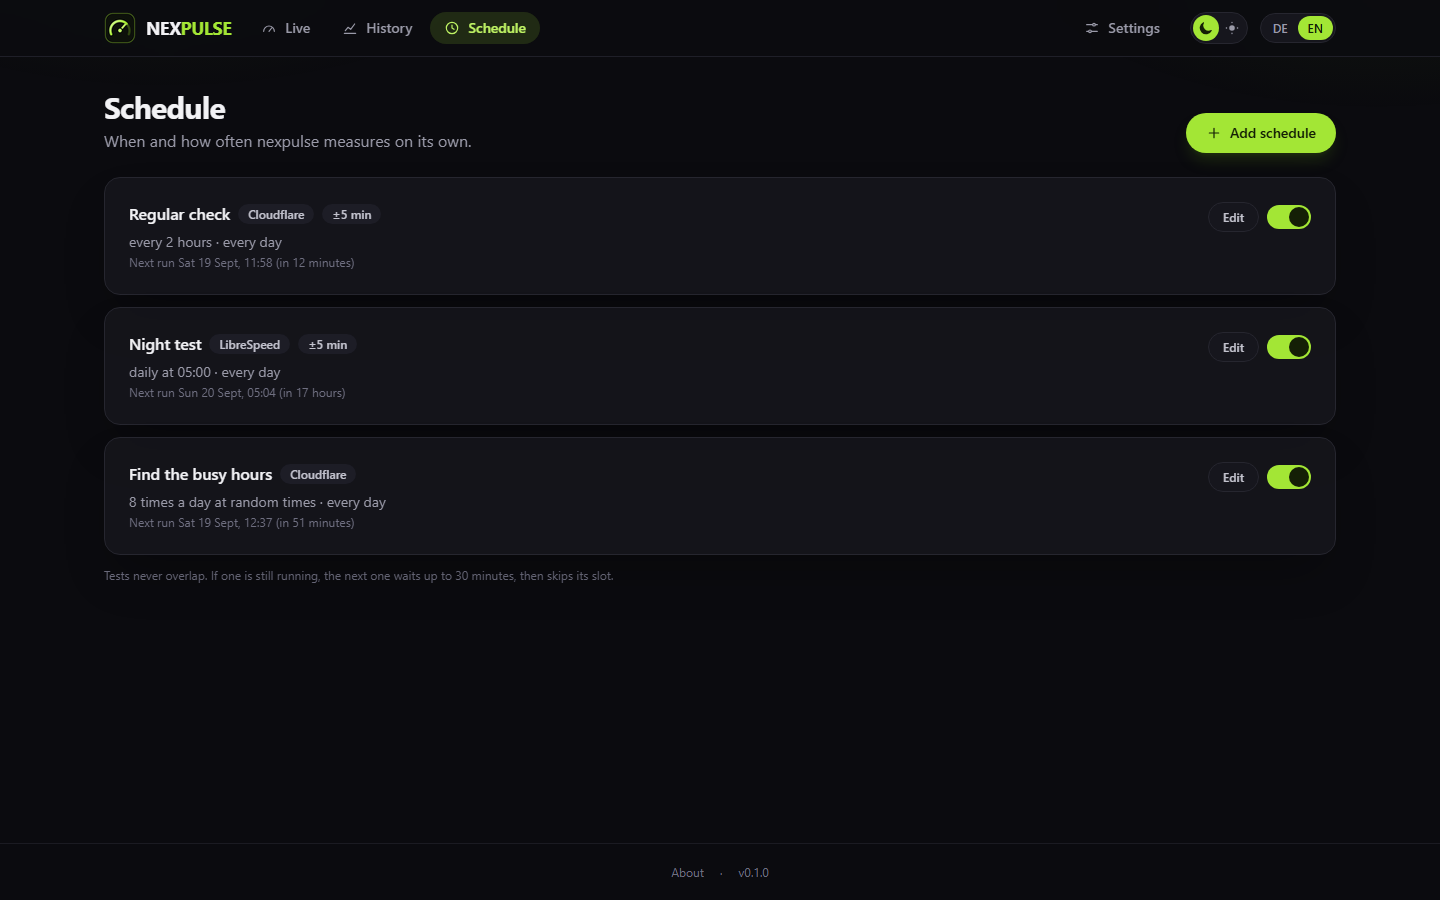 NEXPULSE Live History Schedule Settings DE EN
Schedule
When and how often nexpulse measures on its own.
+ Add schedule
Regular check Cloudflare ±5 min Edit
every 2 hours · every day
Next run Sat 19 Sept, 11:58 (in 12 minutes)
Night test LibreSpeed ±5 min Edit
daily at 05:00 · every day
Next run Sun 20 Sept, 05:04 (in 17 hours)
Find the busy hours Cloudflare Edit
8 times a day at random times · every day
Next run Sat 19 Sept, 12:37 (in 51 minutes)
Tests never overlap. If one is still running, the next one waits up to 30 minutes, then skips its slot.
About · v0.1.0